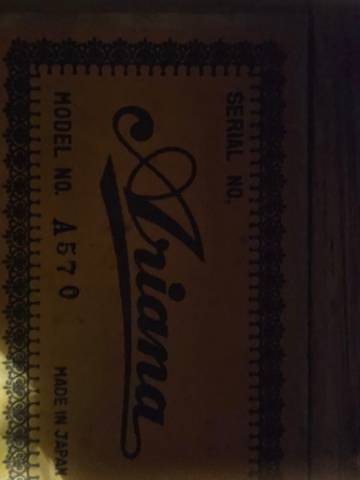 SERIAL NO.
Ariana
MODEL NO. A570 MADE IN JAPAN